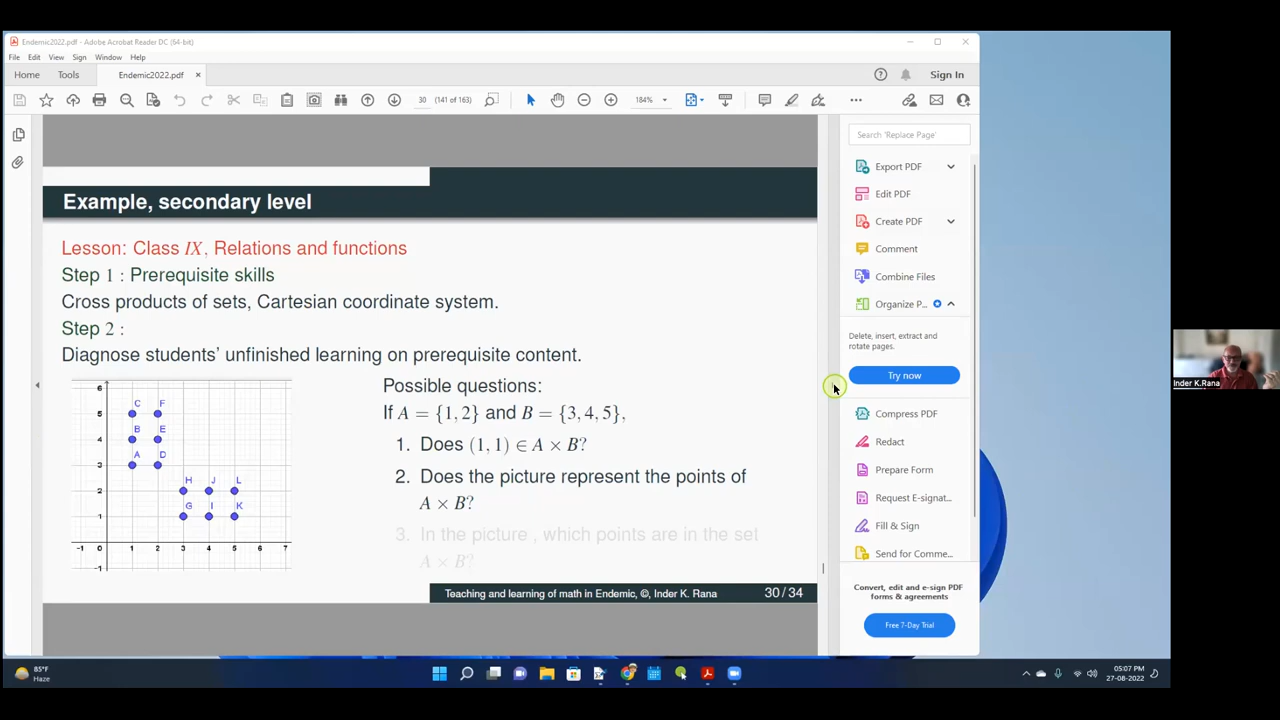 Endemic2022.pdf - Adobe Acrobat Reader DC (64-bit)
File Edit View Sign Window Help
Home Tools Endemic2022.pdf × Sign In
30 (141 of 163) 184%
Search 'Replace Page'
Export PDF
Edit PDF
Create PDF
Comment
Combine Files
Organize P...
Delete, insert, extract and
rotate pages.
Try now
Compress PDF
Redact
Prepare Form
Request E-signat...
Fill & Sign
Send for Comme...
Convert, edit and e-sign PDF
forms & agreements
Free 7-Day Trial
Example, secondary level
Lesson: Class IX, Relations and functions
Step 1 : Prerequisite skills
Cross products of sets, Cartesian coordinate system.
Step 2 :
Diagnose students' unfinished learning on prerequisite content.
6
5 C F
4 B E
3 A D
2 H J L
1 G I K
-1 0 1 2 3 4 5 6 7
-1
Possible questions:
If A = {1, 2} and B = {3, 4, 5},
1. Does (1, 1) ∈ A × B?
2. Does the picture represent the points of
A × B?
3. In the picture , which points are in the set
A × B?
Teaching and learning of math in Endemic, ©, Inder K. Rana 30 / 34
Inder K.Rana
85°F
Haze
05:07 PM
27-08-2022